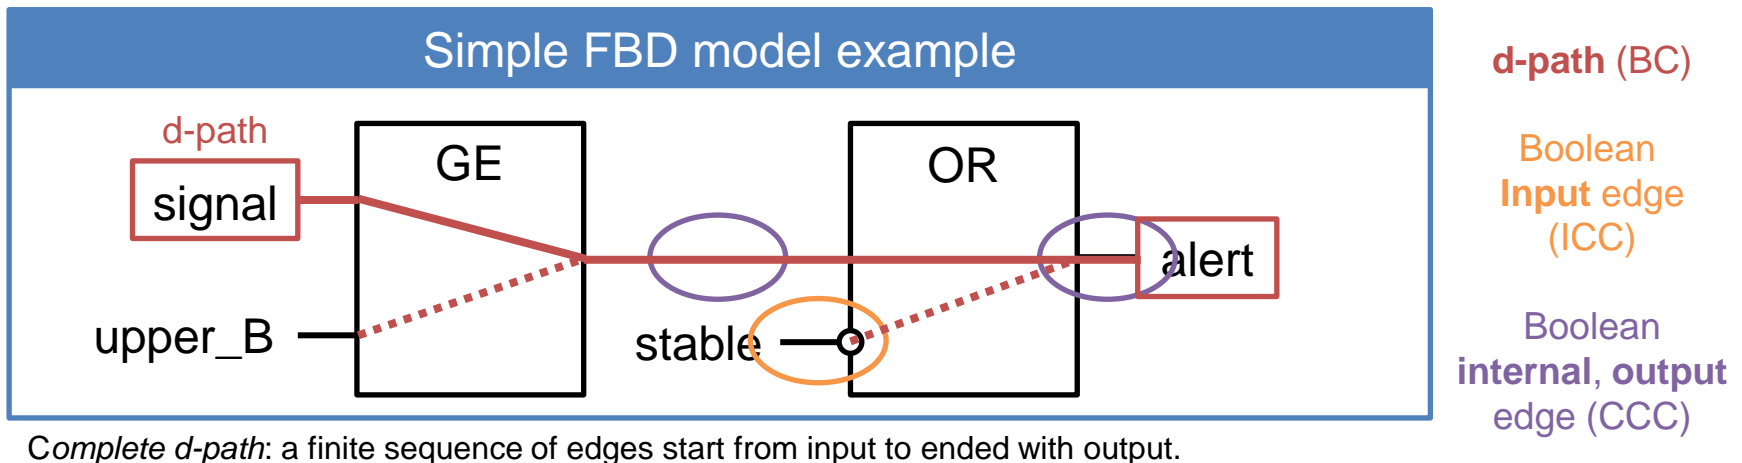 Simple FBD model example
d-path
signal
upper_B
GE
stable
OR
alert
d-path (BC)
Boolean
Input edge
(ICC)
Boolean
internal, output
edge (CCC)
Complete d-path: a finite sequence of edges start from input to ended with output.